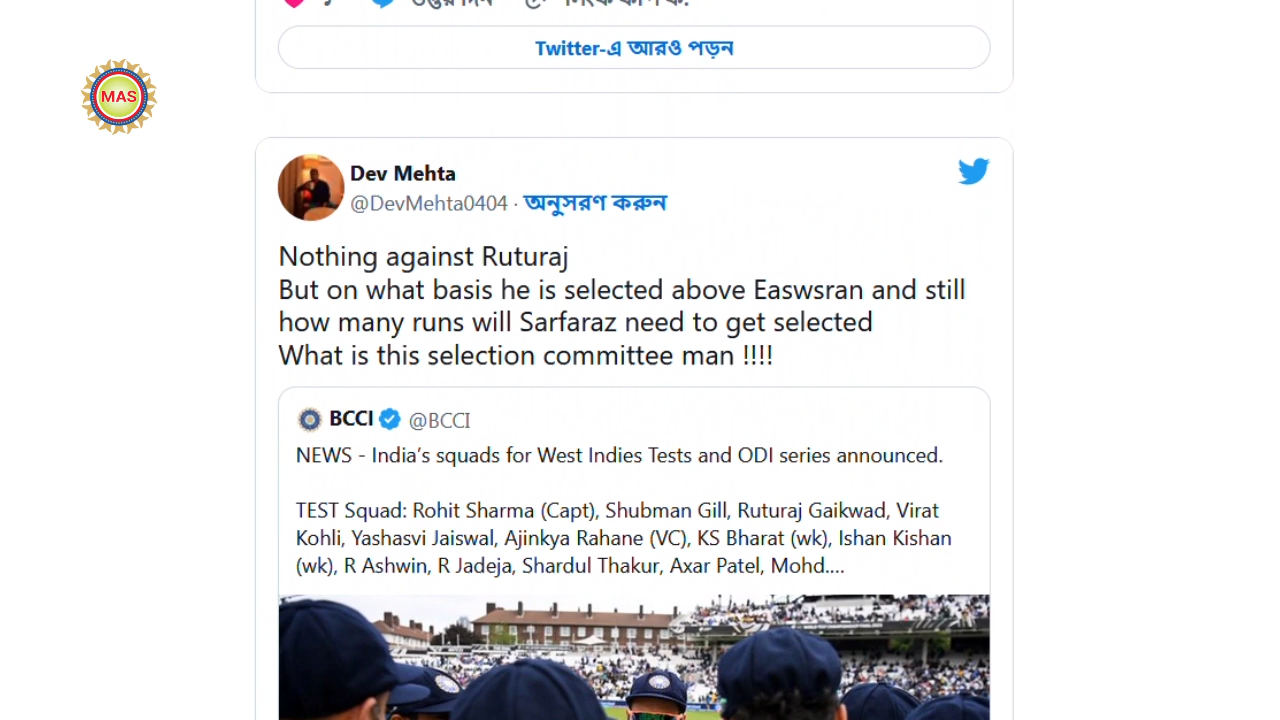 Twitter-এ আরও পড়ুন
MAS
Dev Mehta
@DevMehta0404 · অনুসরণ করুন
Nothing against Ruturaj
But on what basis he is selected above Easwsran and still
how many runs will Sarfaraz need to get selected
What is this selection committee man !!!!
BCCI @BCCI
NEWS - India’s squads for West Indies Tests and ODI series announced.
TEST Squad: Rohit Sharma (Capt), Shubman Gill, Ruturaj Gaikwad, Virat
Kohli, Yashasvi Jaiswal, Ajinkya Rahane (VC), KS Bharat (wk), Ishan Kishan
(wk), R Ashwin, R Jadeja, Shardul Thakur, Axar Patel, Mohd....